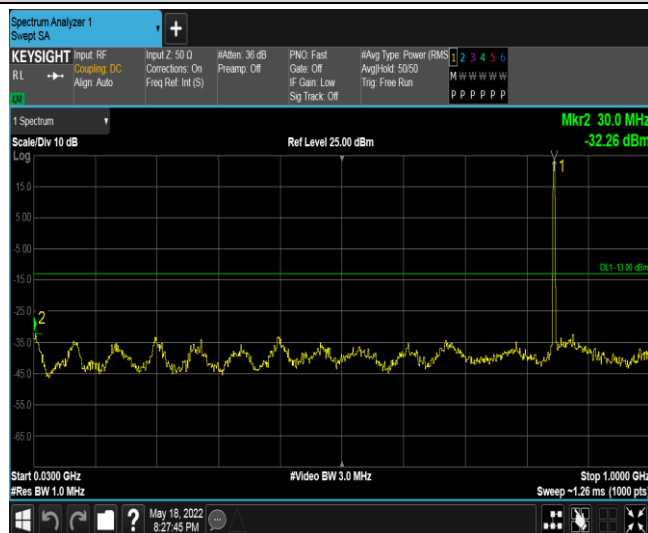 Spectrum Analyzer 1
Swept SA
KEYSIGHT
RL
Input: RF
Coupling: DC
Align: Auto
Input Z: 50 Ω
Corrections: On
Freq Ref: Int (S)
#Atten: 36 dB
Preamp: Off
PNO: Fast
Gate: Off
IF Gain: Low
Sig Track: Off
#Avg Type: Power (RMS
Avg|Hold: 50/50
Trig: Free Run
1 2 3 4 5 6
M W W W W W
P P P P P P
1 Spectrum
Scale/Div 10 dB
Ref Level 25.00 dBm
Mkr2 30.0 MHz
-32.26 dBm
Log
15.0
5.00
-5.00
-15.0
-25.0
-35.0
-45.0
-55.0
-65.0
1
2
DL1 -13.00 dBm
Start 0.0300 GHz
#Video BW 3.0 MHz
Stop 1.0000 GHz
#Res BW 1.0 MHz
Sweep ~1.26 ms (1000 pts)
?
May 18, 2022
8:27:45 PM